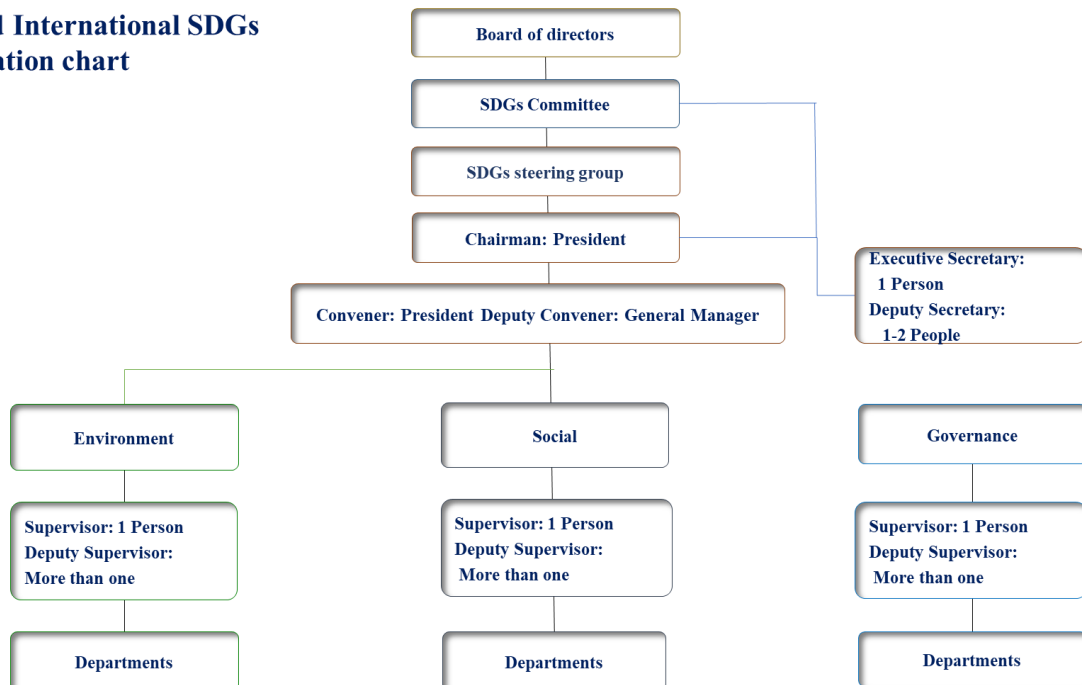 International SDGs
chart
Board of directors
SDGs Committee
SDGs steering group
Chairman: President
Executive Secretary:
1 Person
Deputy Secretary:
1-2 People
Convener: President Deputy Convener: General Manager
Environment
Social
Governance
Supervisor: 1 Person
Deputy Supervisor:
More than one
Supervisor: 1 Person
Deputy Supervisor:
More than one
Supervisor: 1 Person
Deputy Supervisor:
More than one
Departments
Departments
Departments